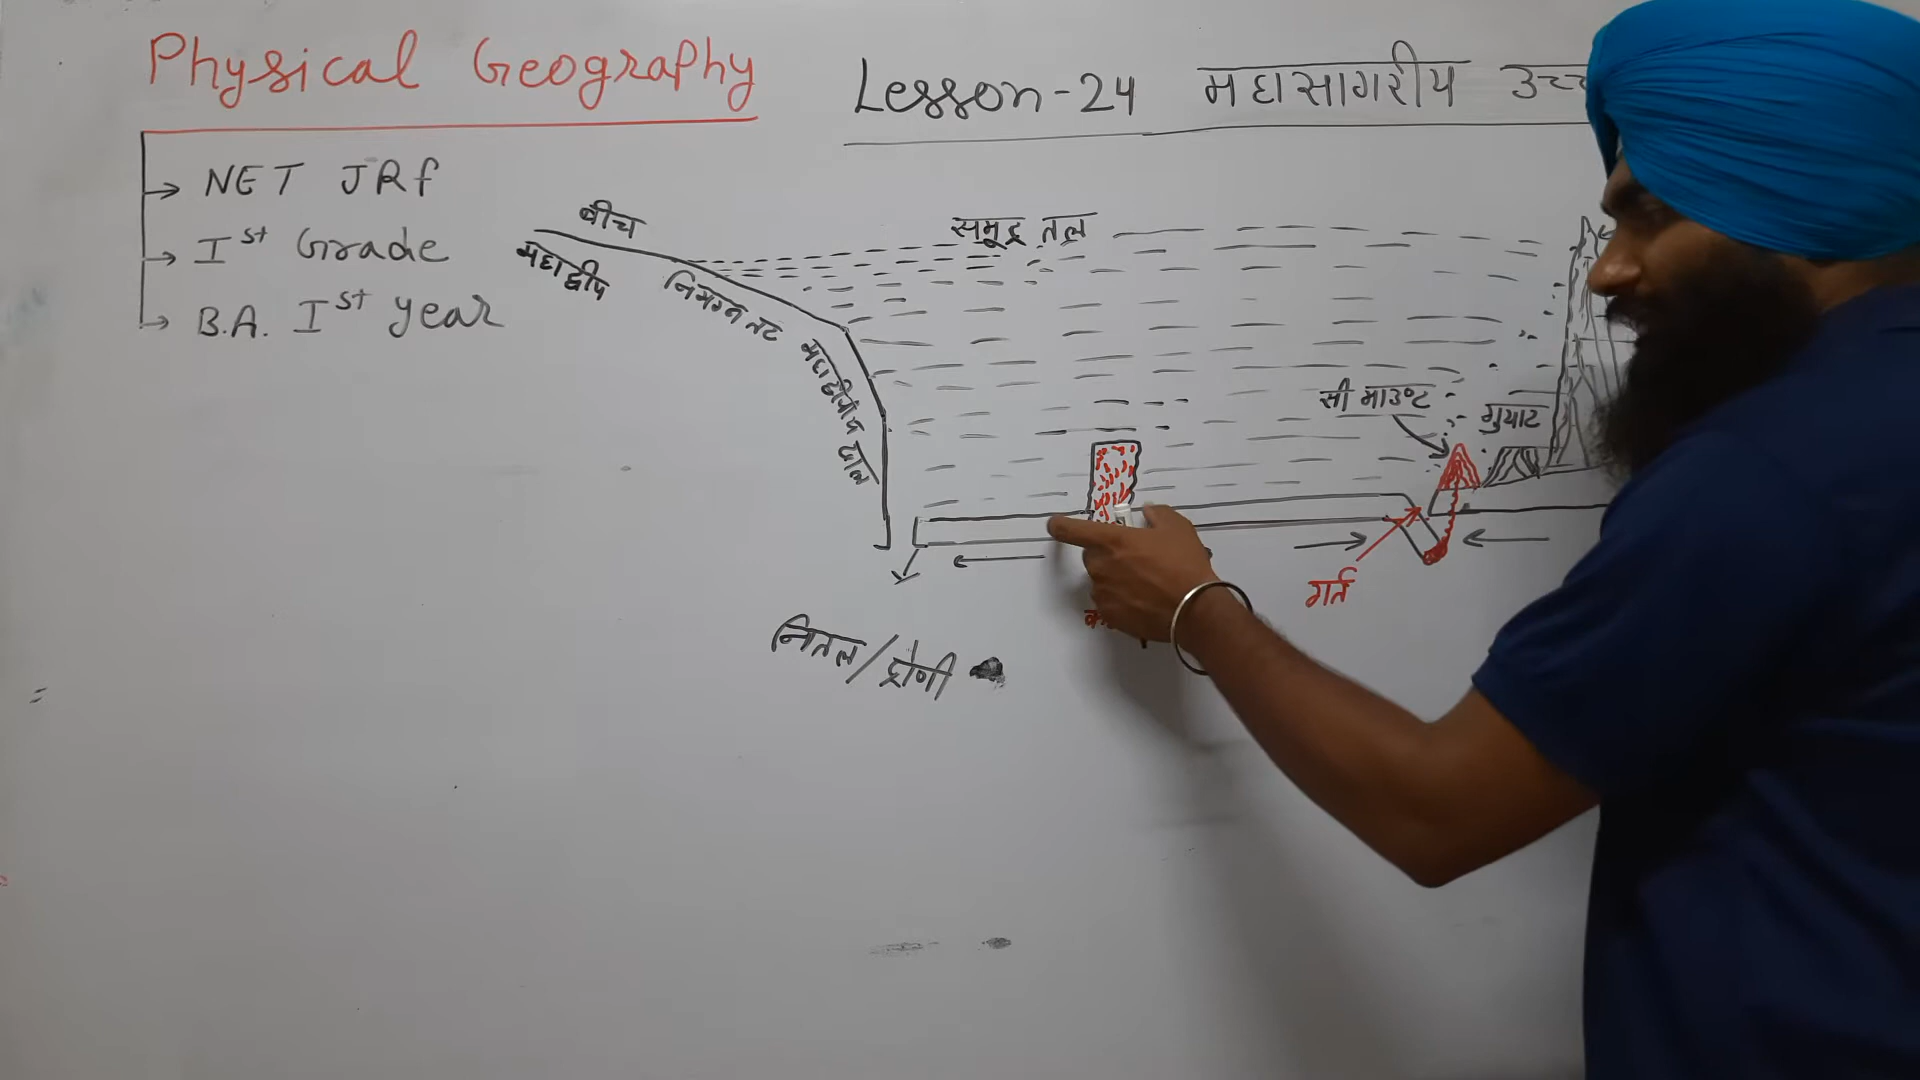 Physical Geography
Lesson-24 महासागरीय
NET JRf
Ist Grade
B.A. Ist year
बीच
महाद्वीप
निमग्न तट
महाद्वीपीय ढाल
समुद्र तल
सी माउण्ट
गुयाट
गर्त
नितल/द्रोणी